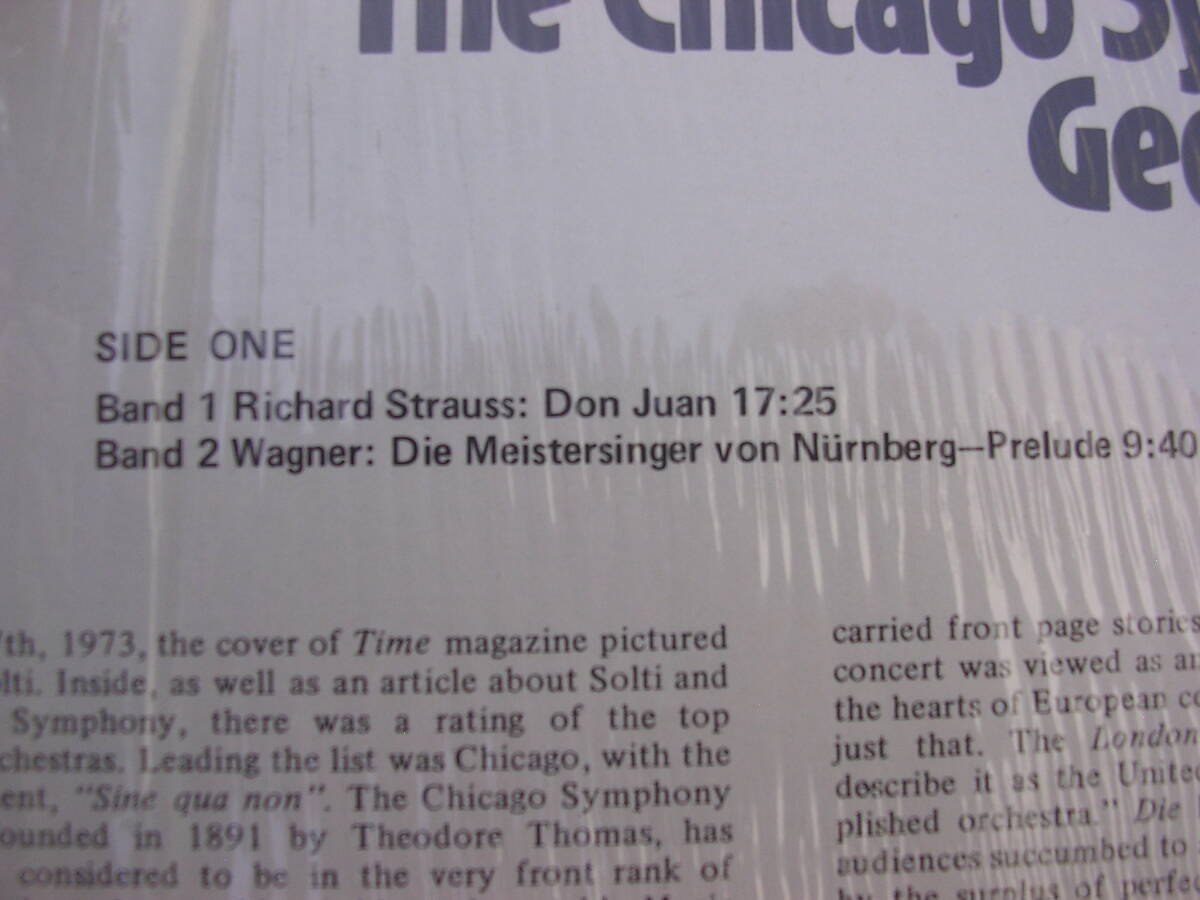 The Chicago Sy
Geo
SIDE ONE
Band 1 Richard Strauss: Don Juan 17:25
Band 2 Wagner: Die Meistersinger von Nürnberg—Prelude 9:40
7th, 1973, the cover of Time magazine pictured
olti. Inside, as well as an article about Solti and
Symphony, there was a rating of the top
chestras. Leading the list was Chicago, with the
ent, "Sine qua non". The Chicago Symphony
ounded in 1891 by Theodore Thomas, has
considered to be in the very front rank of
carried front page stories
concert was viewed as an
the hearts of European co
just that. The London
describe it as the United
plished orchestra." Die
audiences succumbed to
by the surplus of perfe